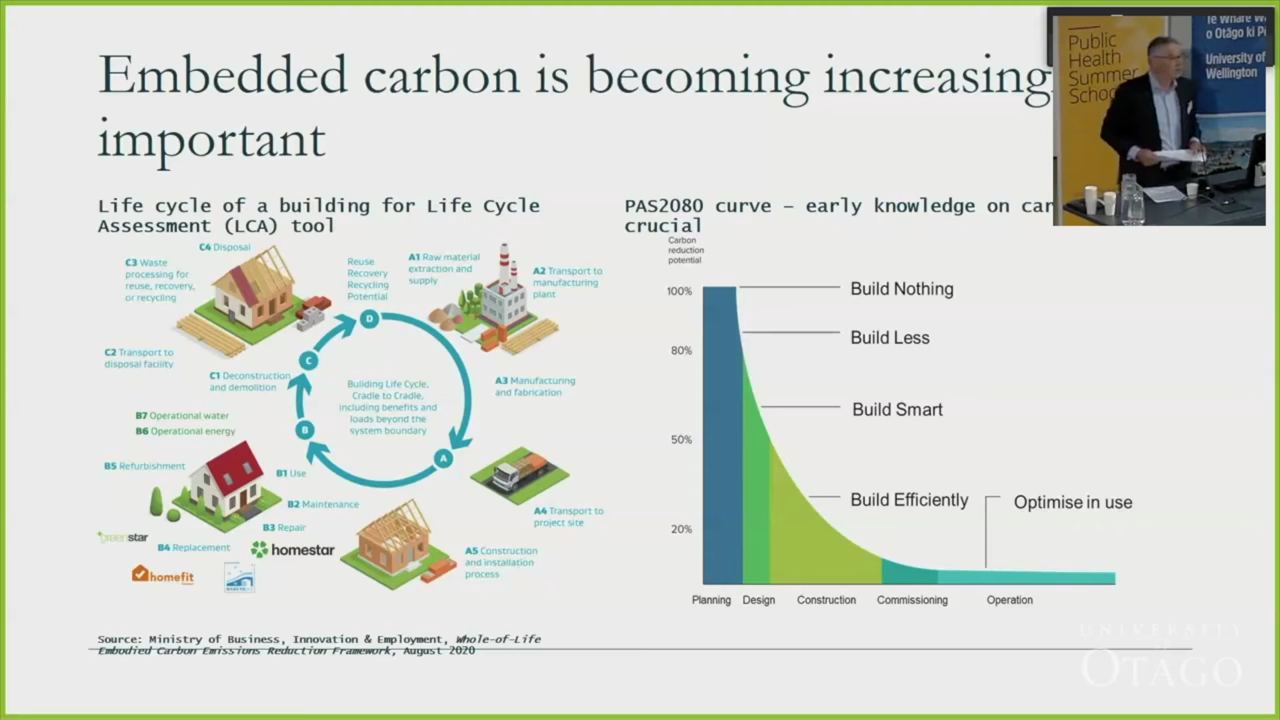 Embedded carbon is becoming increasing
important
Life cycle of a building for Life Cycle
Assessment (LCA) tool
C4 Disposal
C3 Waste
processing for
reuse, recovery,
or recycling
Reuse
Recovery
Recycling
Potential
A1 Raw material
extraction and
supply
A2 Transport to
manufacturing
plant
D
C2 Transport to
disposal facility
C
C1 Deconstruction
and demolition
Building Life Cycle,
Cradle to Cradle,
including benefits and
loads beyond the
system boundary
A3 Manufacturing
and fabrication
B7 Operational water
B6 Operational energy
B
A
B5 Refurbishment
B1 Use
B2 Maintenance
A4 Transport to
project site
B3 Repair
greenstar
B4 Replacement
homestar
A5 Construction
and installation
process
homefit
Source: Ministry of Business, Innovation & Employment, Whole-of-Life
Embodied Carbon Emissions Reduction Framework, August 2020
PAS2080 curve – early knowledge on car
crucial
Carbon
reduction
potential
100%
Build Nothing
Build Less
80%
Build Smart
50%
Build Efficiently
Optimise in use
20%
Planning Design Construction Commissioning Operation
Public
Health
Summer
School
Te Whare W
o Otāgo ki P
University of
Wellington
UNIVERSITY
OTAGO